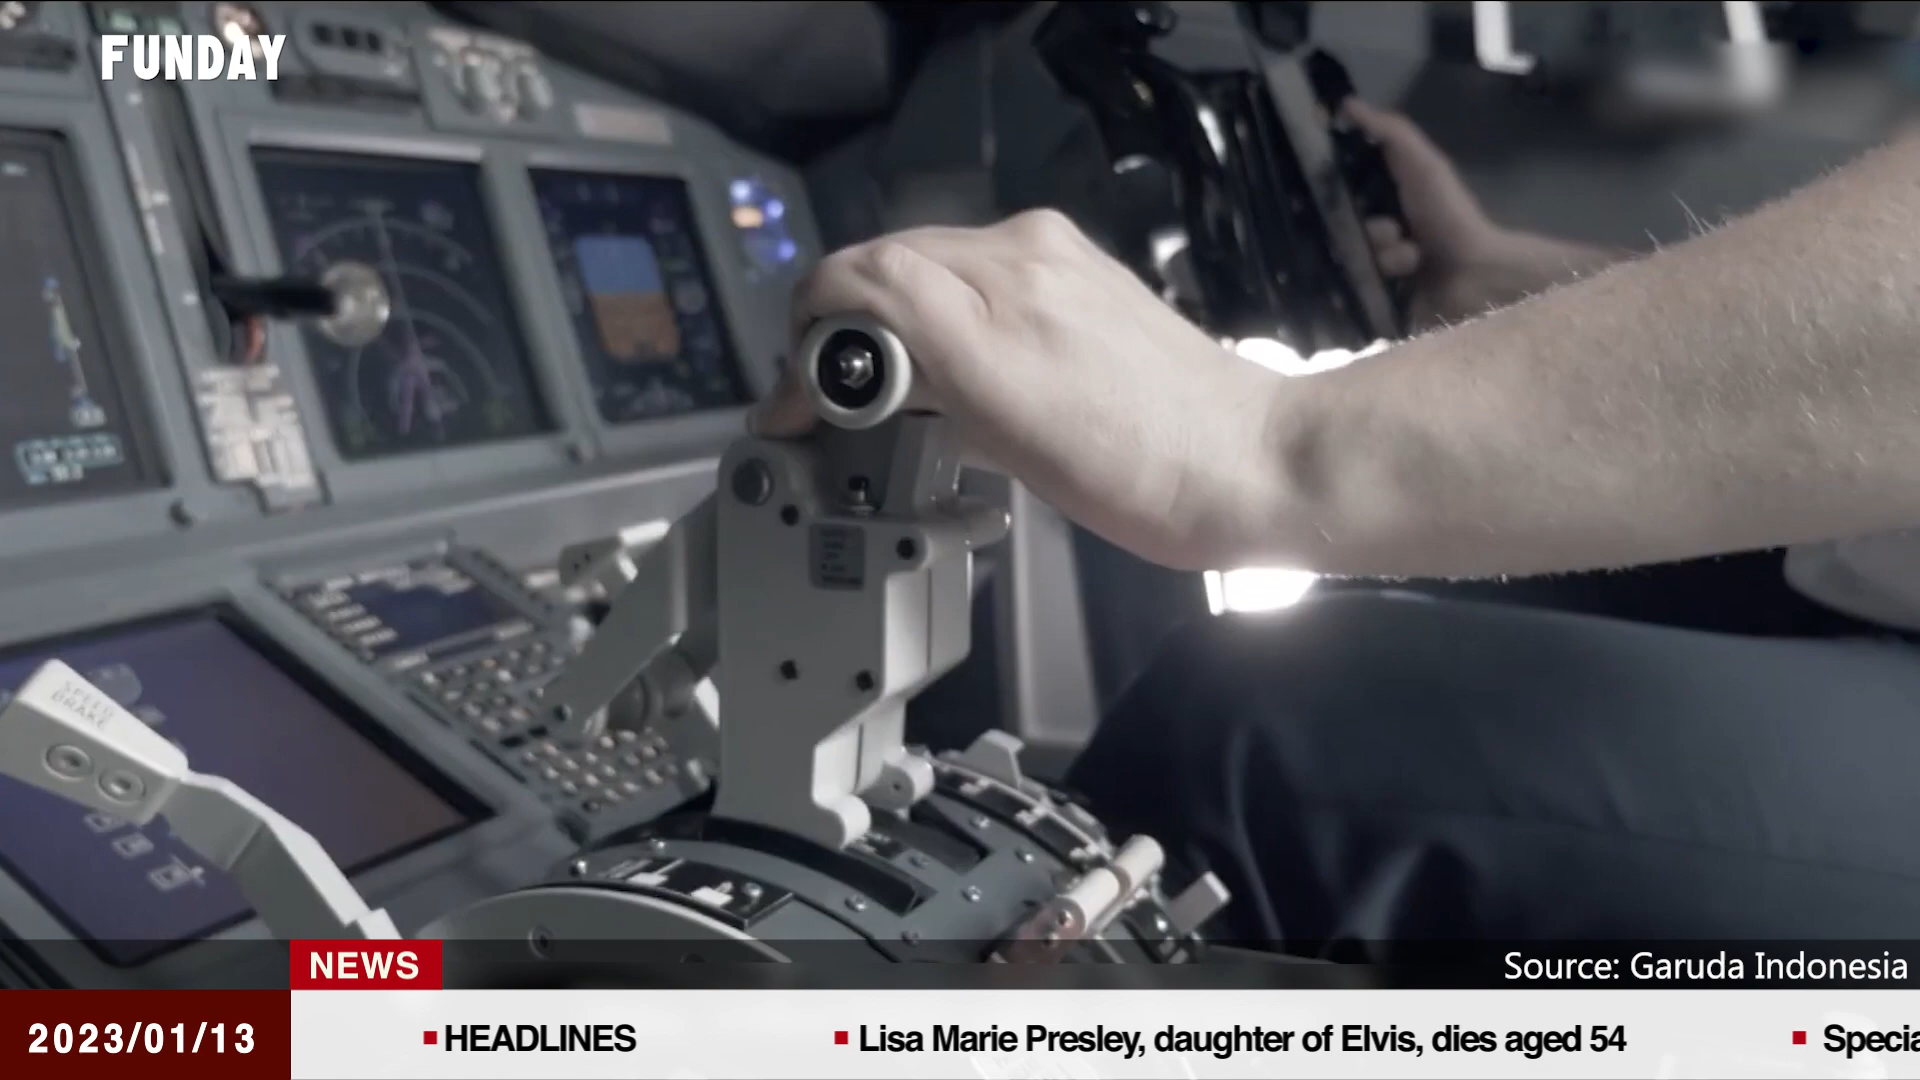 FUNDAY
SPEED
BRAKE
NEWS
Source: Garuda Indonesia
2023/01/13
HEADLINES
Lisa Marie Presley, daughter of Elvis, dies aged 54
Specia